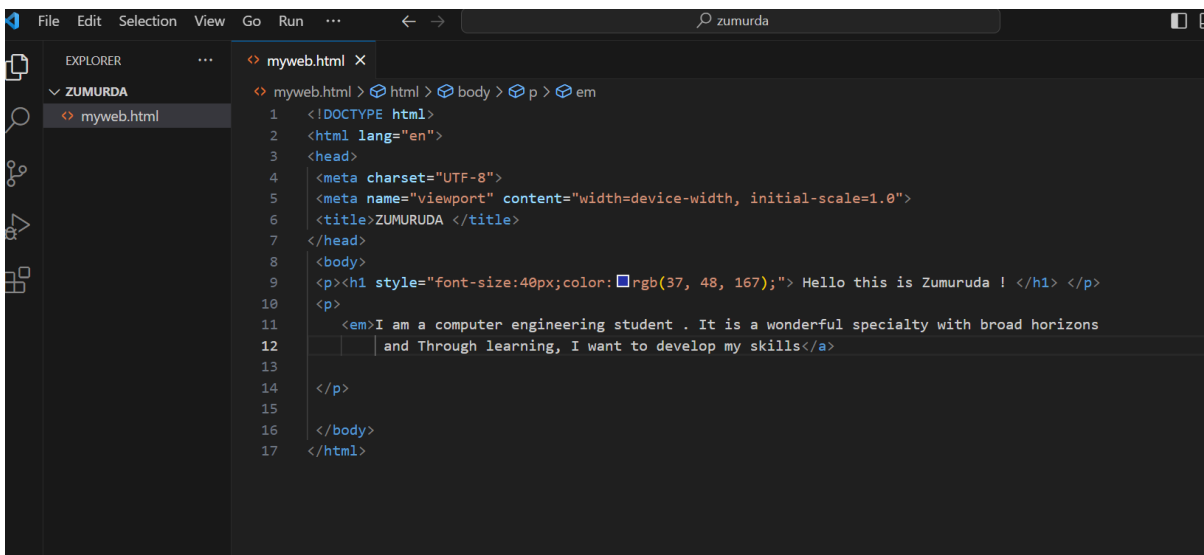 File Edit Selection View Go Run ··· ← → zumurda
EXPLORER ···
myweb.html ×
ZUMURDA
myweb.html
myweb.html > html > body > p > em
1 <!DOCTYPE html>
2 <html lang="en">
3 <head>
4 <meta charset="UTF-8">
5 <meta name="viewport" content="width=device-width, initial-scale=1.0">
6 <title>ZUMURUDA </title>
7 </head>
8 <body>
9 <p><h1 style="font-size:40px;color:rgb(37, 48, 167);"> Hello this is Zumuruda ! </h1> </p>
10 <p>
11 <em>I am a computer engineering student . It is a wonderful specialty with broad horizons
12 and Through learning, I want to develop my skills</a>
13
14 </p>
15
16 </body>
17 </html>